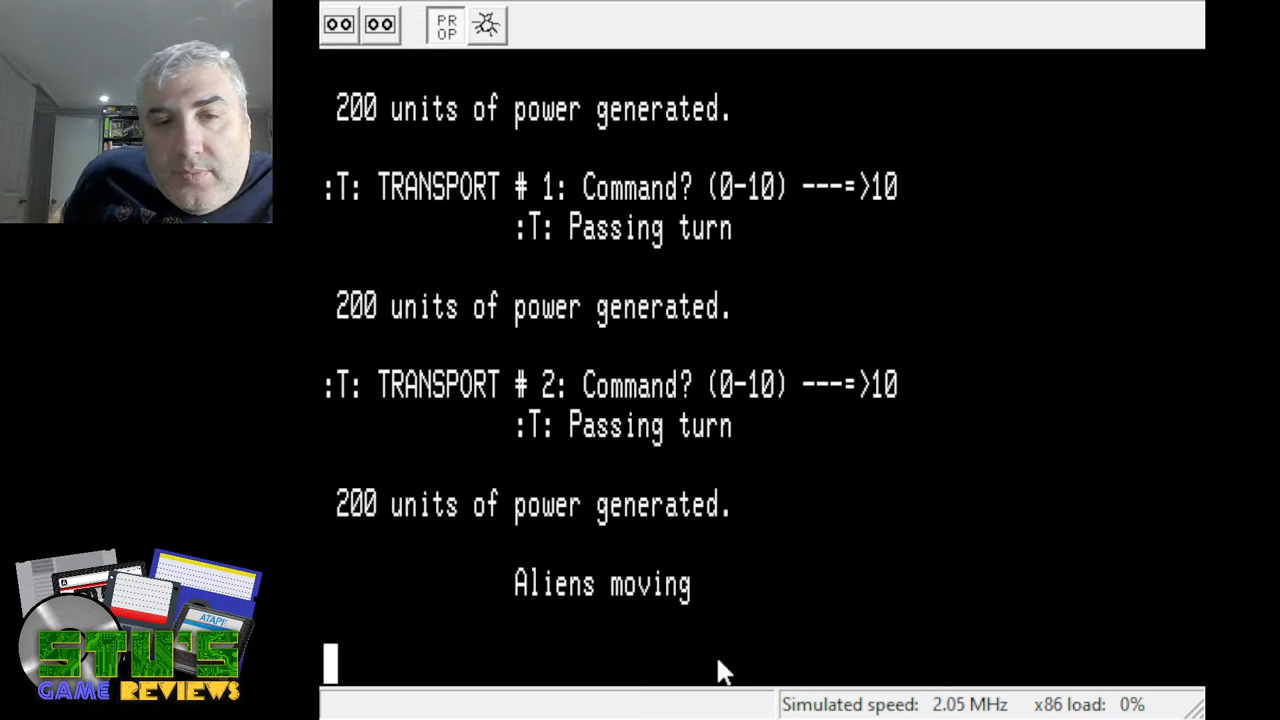 PR
OP
200 units of power generated.
:T: TRANSPORT # 1: Command? (0-10) ---=>10
:T: Passing turn
200 units of power generated.
:T: TRANSPORT # 2: Command? (0-10) ---=>10
:T: Passing turn
200 units of power generated.
Aliens moving
ATARI
STU'S
GAME REVIEWS
Simulated speed: 2.05 MHz x86 load: 0%